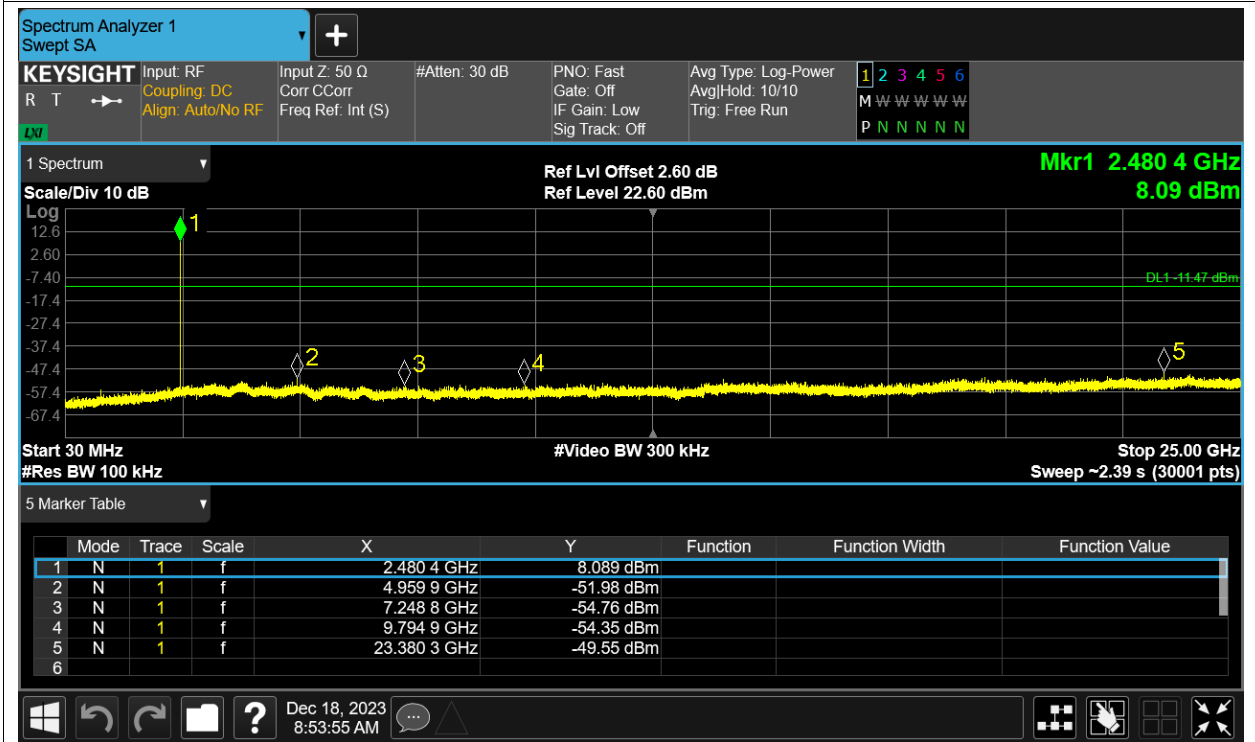 Spectrum Analyzer 1
Swept SA
+
KEYSIGHT Input: RF Input Z: 50 Ω #Atten: 30 dB PNO: Fast Avg Type: Log-Power 1 2 3 4 5 6
R T Coupling: DC Corr CCorr Gate: Off Avg|Hold: 10/10 M W W W W W
Align: Auto/No RF Freq Ref: Int (S) IF Gain: Low Trig: Free Run
LXI Sig Track: Off P N N N N N
1 Spectrum Ref Lvl Offset 2.60 dB Mkr1 2.480 4 GHz
Scale/Div 10 dB Ref Level 22.60 dBm 8.09 dBm
Log
1
12.6
2.60
-7.40
DL1 -11.47 dBm
-17.4
-27.4
-37.4
2 3 4 5
-47.4
-57.4
-67.4
Start 30 MHz #Video BW 300 kHz Stop 25.00 GHz
#Res BW 100 kHz Sweep ~2.39 s (30001 pts)
5 Marker Table
Mode Trace Scale X Y Function Function Width Function Value
1 N 1 f 2.480 4 GHz 8.089 dBm
2 N 1 f 4.959 9 GHz -51.98 dBm
3 N 1 f 7.248 8 GHz -54.76 dBm
4 N 1 f 9.794 9 GHz -54.35 dBm
5 N 1 f 23.380 3 GHz -49.55 dBm
6
? Dec 18, 2023
8:53:55 AM